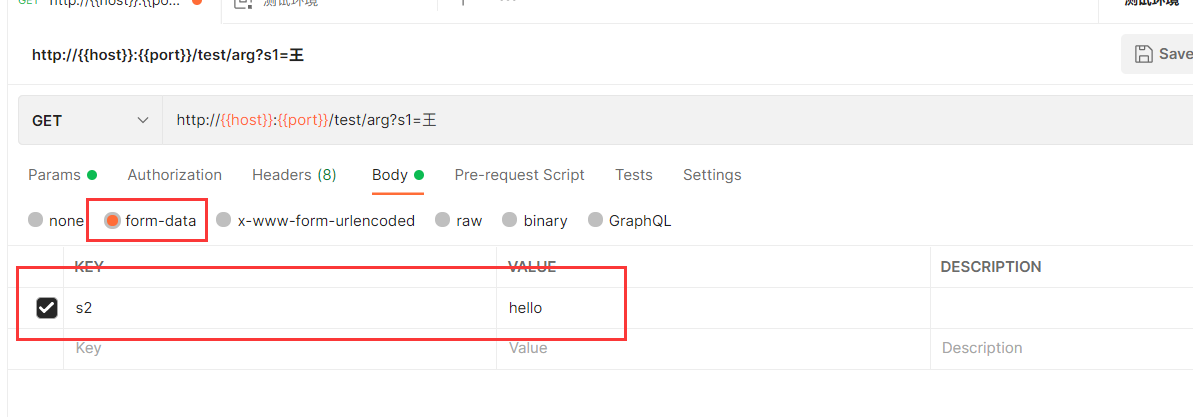 GET http://{{host}}:{{po... 测试环境 + 测试环境
http://{{host}}:{{port}}/test/arg?s1=王 Save
GET http://{{host}}:{{port}}/test/arg?s1=王
Params Authorization Headers (8) Body Pre-request Script Tests Settings
none form-data x-www-form-urlencoded raw binary GraphQL
KEY VALUE DESCRIPTION
s2 hello
Key Value Description